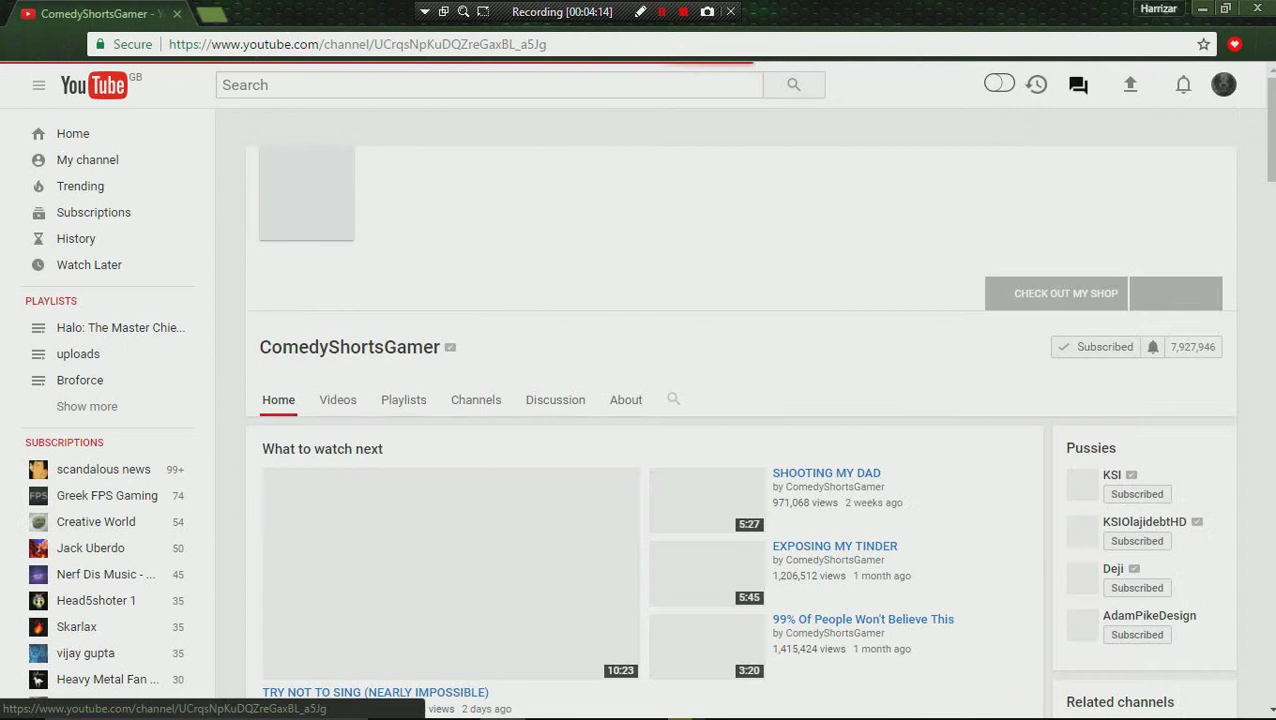 ComedyShortsGamer - Y
Recording [00:04:14]
Harrizar
Secure https://www.youtube.com/channel/UCrqsNpKuDQZreGaxBL_a5Jg
YouTube GB
Search
Home
My channel
Trending
Subscriptions
History
Watch Later
PLAYLISTS
Halo: The Master Chie...
uploads
Broforce
Show more
SUBSCRIPTIONS
scandalous news 99+
Greek FPS Gaming 74
Creative World 54
Jack Uberdo 50
Nerf Dis Music - ... 45
Head5shoter 1 35
Skarlax 35
vijay gupta 35
Heavy Metal Fan ... 30
CHECK OUT MY SHOP
ComedyShortsGamer
Subscribed 7,927,946
Home Videos Playlists Channels Discussion About
What to watch next
10:23
TRY NOT TO SING (NEARLY IMPOSSIBLE)
views 2 days ago
SHOOTING MY DAD
by ComedyShortsGamer
971,068 views 2 weeks ago
5:27
EXPOSING MY TINDER
by ComedyShortsGamer
1,206,512 views 1 month ago
5:45
99% Of People Won't Believe This
by ComedyShortsGamer
1,415,424 views 1 month ago
3:20
Pussies
KSI
Subscribed
KSIOlajidebtHD
Subscribed
Deji
Subscribed
AdamPikeDesign
Subscribed
Related channels
https://www.youtube.com/channel/UCrqsNpKuDQZreGaxBL_a5Jg
FPS